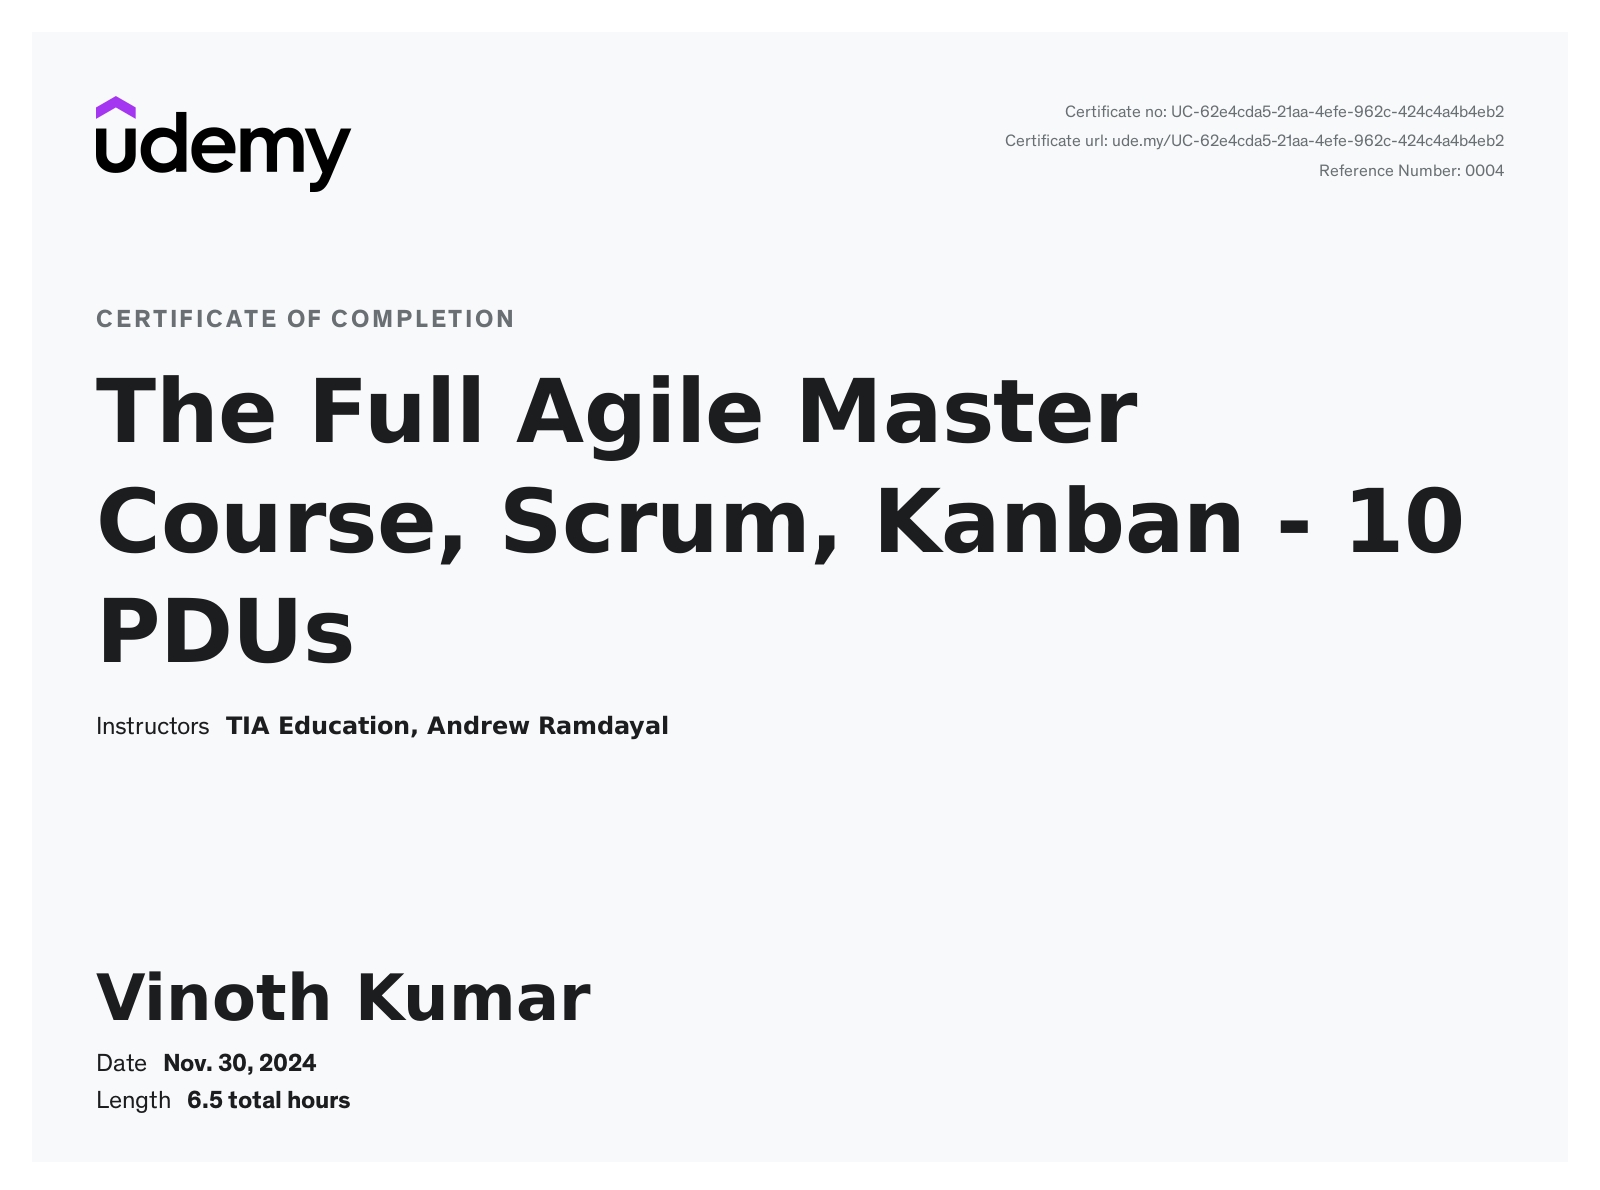 udemy
Certificate no: UC-62e4cda5-21aa-4efe-962c-424c4a4b4eb2
Certificate url: ude.my/UC-62e4cda5-21aa-4efe-962c-424c4a4b4eb2
Reference Number: 0004
CERTIFICATE OF COMPLETION
The Full Agile Master
Course, Scrum, Kanban - 10
PDUs
Instructors TIA Education, Andrew Ramdayal
Vinoth Kumar
Date Nov. 30, 2024
Length 6.5 total hours